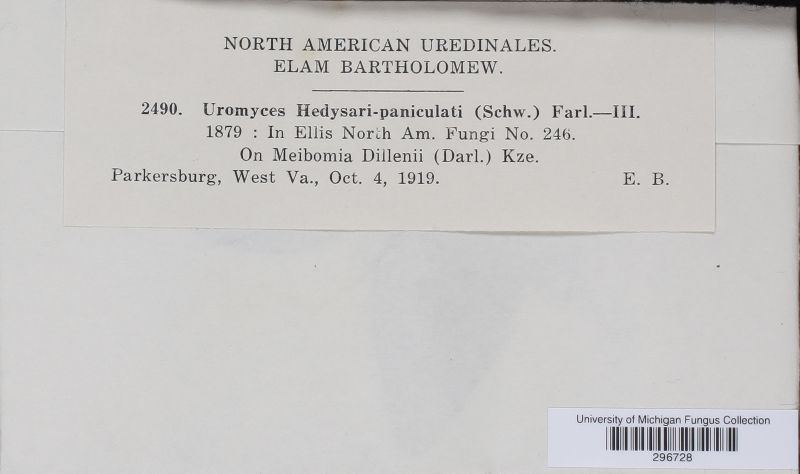 NORTH AMERICAN UREDINALES.
ELAM BARTHOLOMEW.
2490. Uromyces Hedysari-paniculati (Schw.) Farl.—III.
1879 : In Ellis North Am. Fungi No. 246.
On Meibomia Dillenii (Darl.) Kze.
Parkersburg, West Va., Oct. 4, 1919. E. B.
University of Michigan Fungus Collection
296728